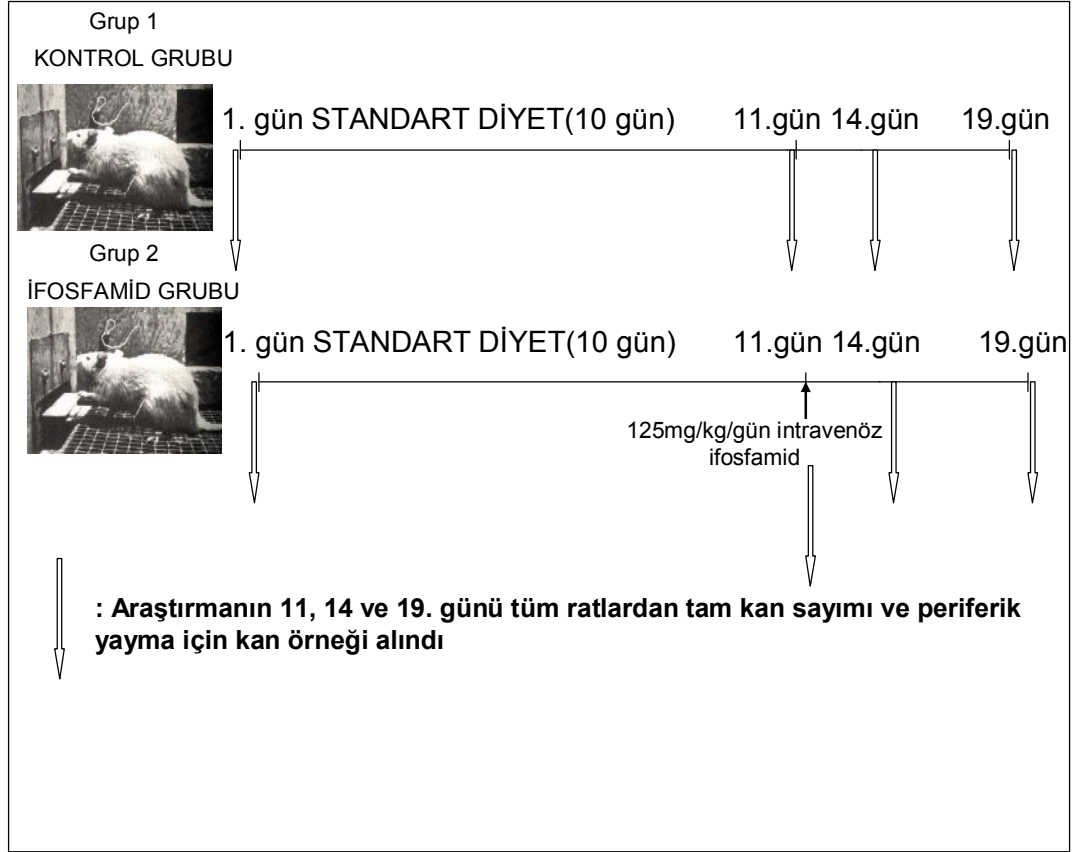 Grup 1
KONTROL GRUBU
1. gün STANDART DİYET(10 gün) 11.gün 14.gün 19.gün
Grup 2
İFOSFAMİD GRUBU
1. gün STANDART DİYET(10 gün) 11.gün 14.gün 19.gün
125mg/kg/gün intravenöz
ifosfamid
: Araştırmanın 11, 14 ve 19. günü tüm ratlardan tam kan sayımı ve periferik
yayma için kan örneği alındı